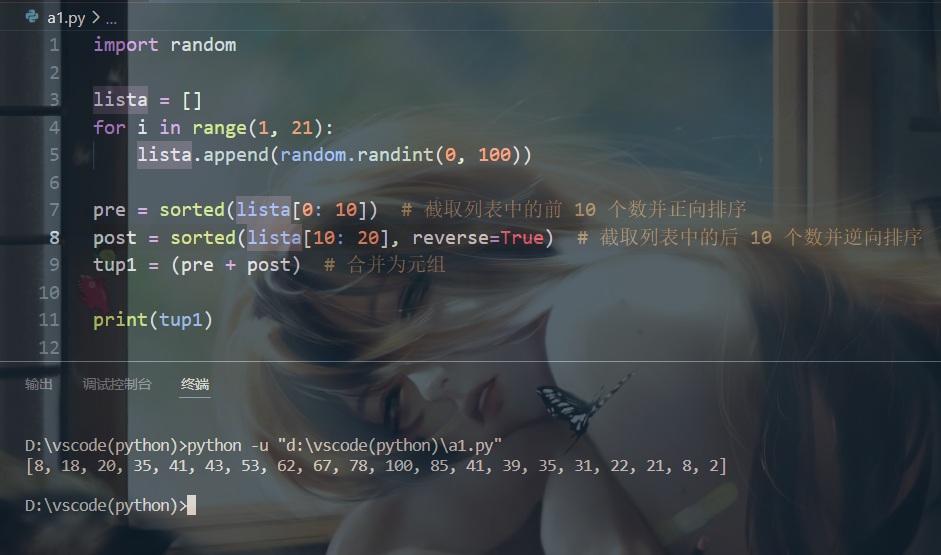 a1.py > ...
1 import random
2
3 lista = []
4 for i in range(1, 21):
5     lista.append(random.randint(0, 100))
6
7 pre = sorted(lista[0: 10])  # 截取列表中的前 10 个数并正向排序
8 post = sorted(lista[10: 20], reverse=True)  # 截取列表中的后 10 个数并逆向排序
9 tup1 = (pre + post)  # 合并为元组
10
11 print(tup1)
12
输出 调试控制台 终端
D:\vscode(python)>python -u "d:\vscode(python)\a1.py"
[8, 18, 20, 35, 41, 43, 53, 62, 67, 78, 100, 85, 41, 39, 35, 31, 22, 21, 8, 2]
D:\vscode(python)>